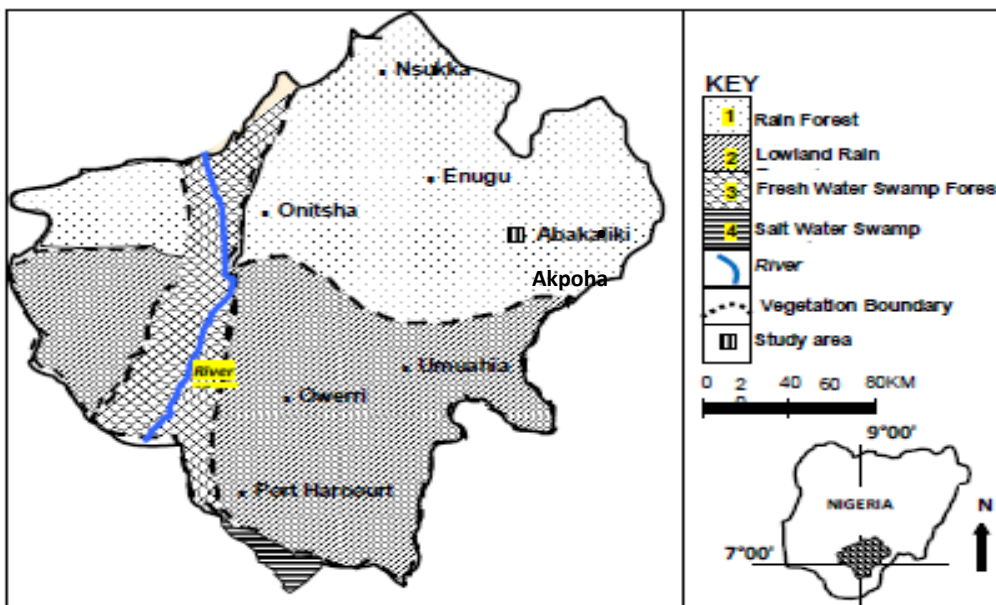 Nsukka
Enugu
Onitsha
Abakaliki
Akpoha
Umuahia
River
Owerri
Port Harcourt
KEY
1 Rain Forest
2 Lowland Rain
3 Fresh Water Swamp Fores
4 Salt Water Swamp
River
Vegetation Boundary
Study area
0 2 40 60 80KM
9°00'
NIGERIA
N
7°00'